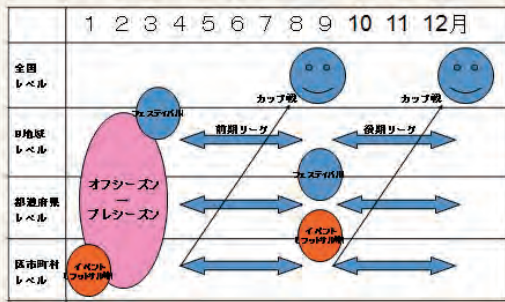 1 2 3 4 5 6 7 8 9 10 11 12月
全国
レベル
カップ戦
カップ戦
フェスティバル
9地域
レベル
前期リーグ
後期リーグ
オフシーズン
プレシーズン
フェスティバル
都道府県
レベル
イベント
(フットサル等)
区市町村
レベル
イベント
(フットサル等)